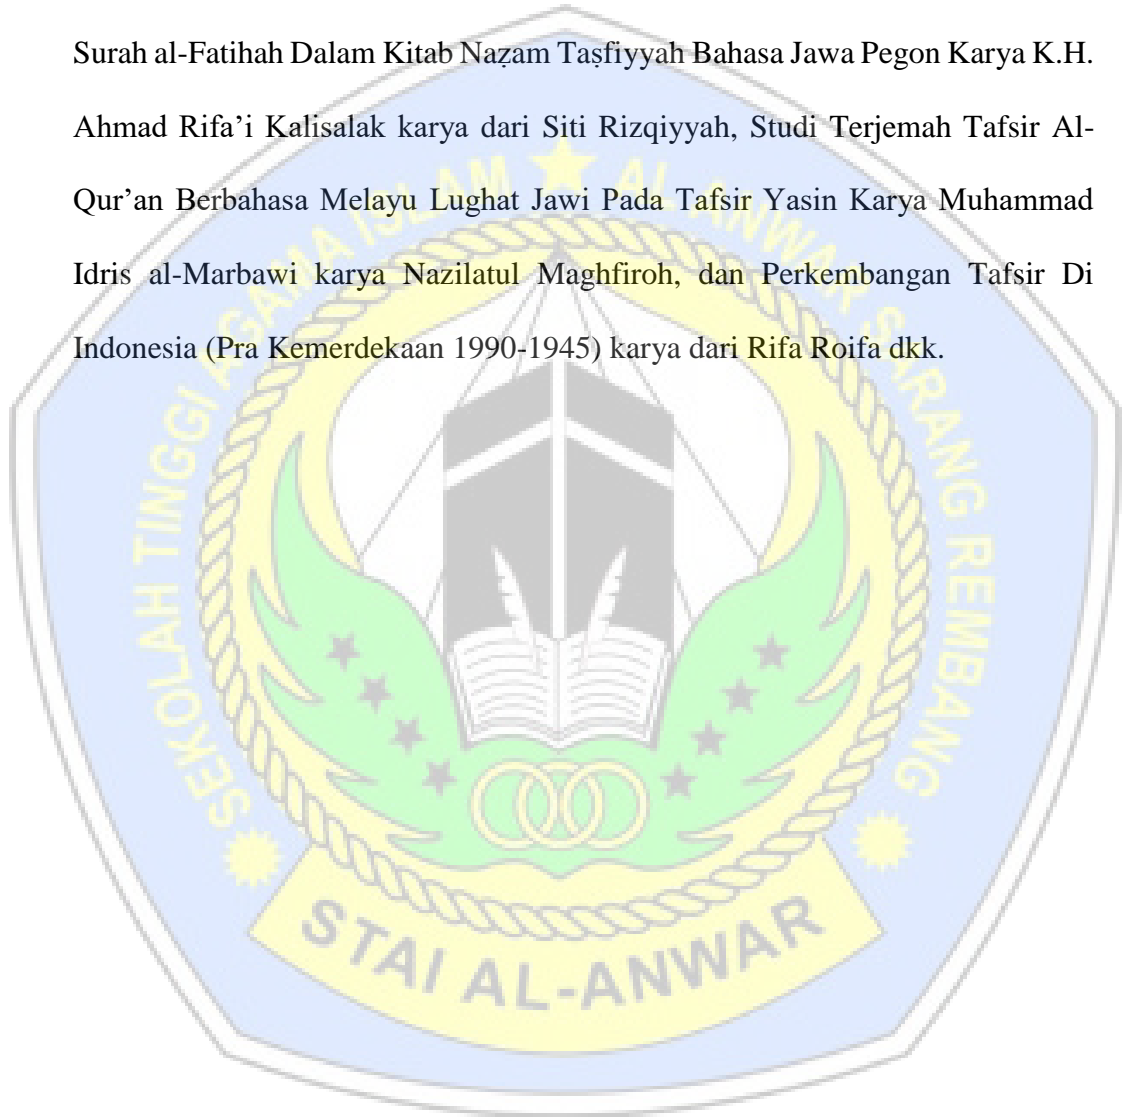 Surah al-Fatihah Dalam Kitab Naẓam Taṣfiyyah Bahasa Jawa Pegon Karya K.H.
Ahmad Rifa’i Kalisalak karya dari Siti Rizqiyyah, Studi Terjemah Tafsir Al-
Qur’an Berbahasa Melayu Lughat Jawi Pada Tafsir Yasin Karya Muhammad
Idris al-Marbawi karya Nazilatul Maghfiroh, dan Perkembangan Tafsir Di
Indonesia (Pra Kemerdekaan 1990-1945) karya dari Rifa Roifa dkk.
SEKOLAH TINGGI AGAMA ISLAM ★ AL-ANWAR SARANG REMBANG
STAI AL-ANWAR